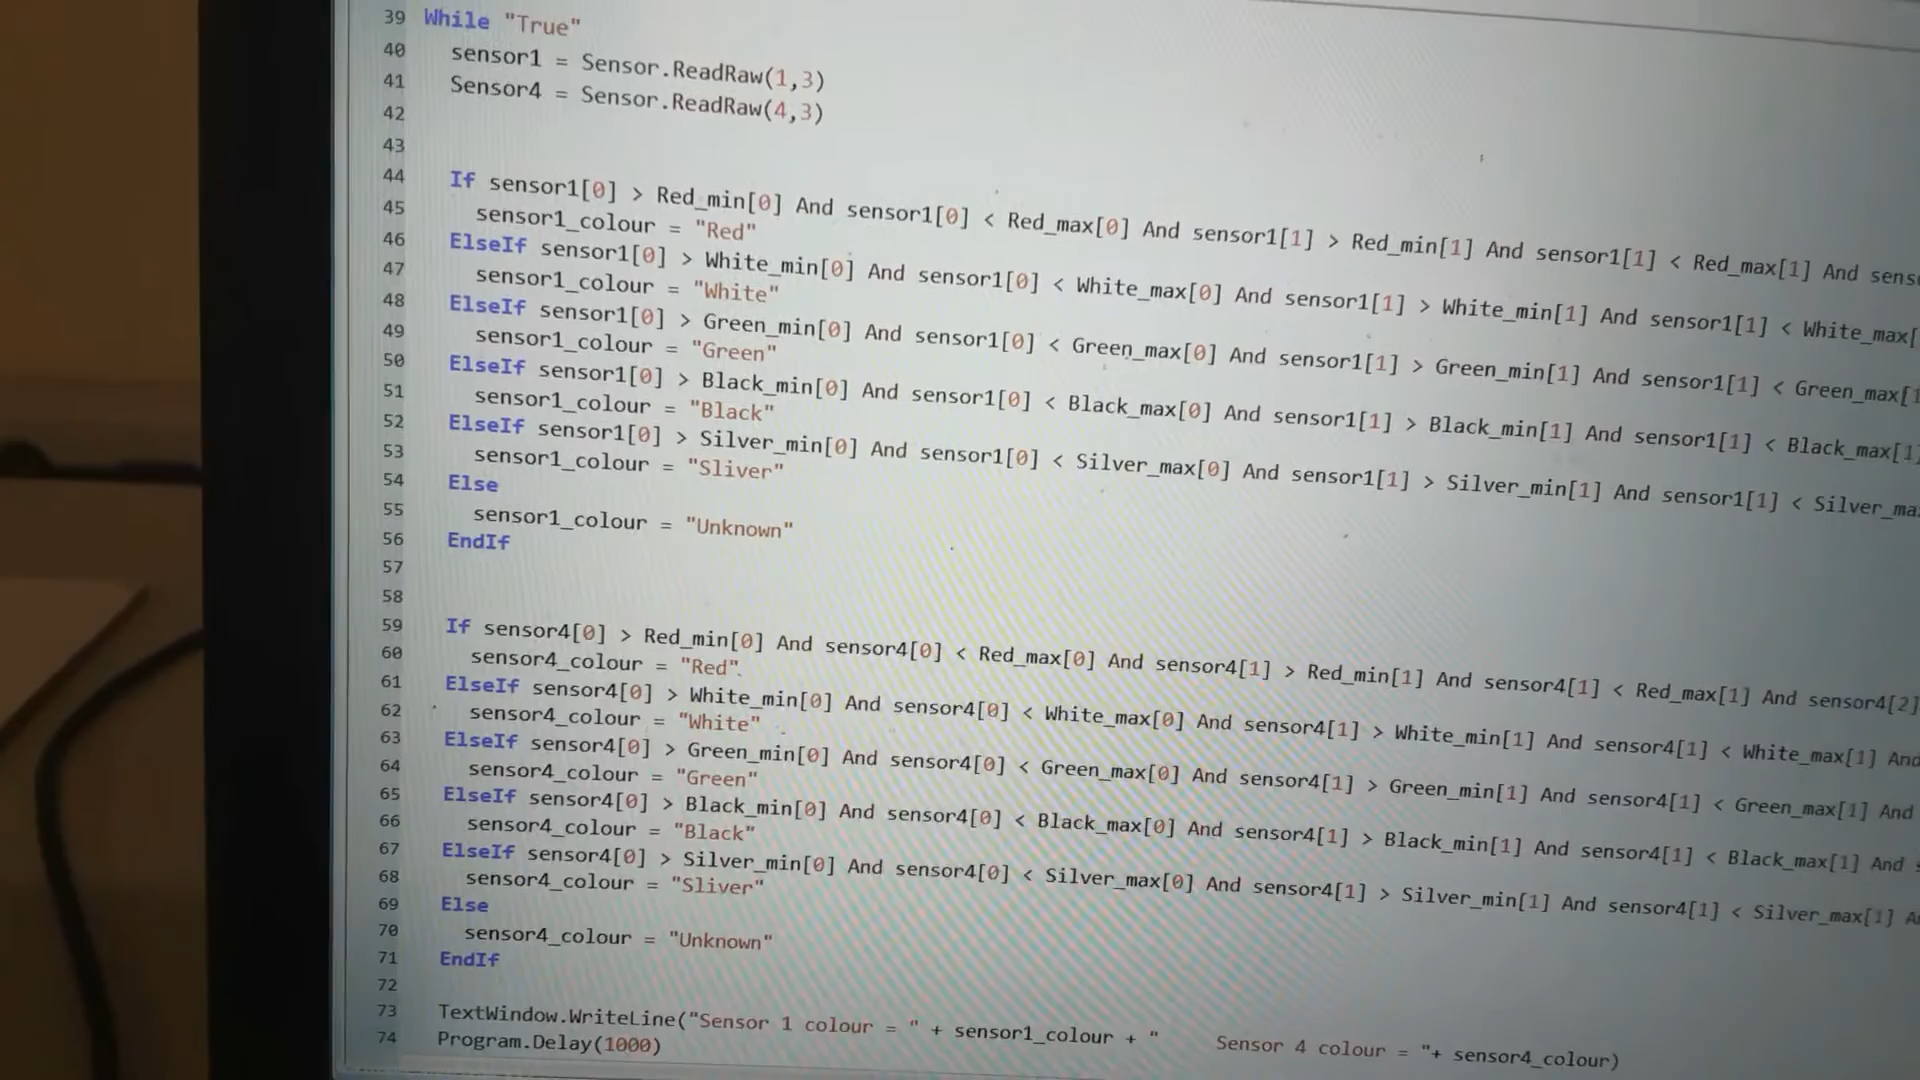 39 While "True"
40 sensor1 = Sensor.ReadRaw(1,3)
41 Sensor4 = Sensor.ReadRaw(4,3)
42
43
44 If sensor1[0] > Red_min[0] And sensor1[0] < Red_max[0] And sensor1[1] > Red_min[1] And sensor1[1] < Red_max[1] And
45 sensor1_colour = "Red"
46 ElseIf sensor1[0] > White_min[0] And sensor1[0] < White_max[0] And sensor1[1] > White_min[1] And sensor1[1] < White_max[
47 sensor1_colour = "White"
48 ElseIf sensor1[0] > Green_min[0] And sensor1[0] < Green_max[0] And sensor1[1] > Green_min[1] And sensor1[1] < Green_max[1
49 sensor1_colour = "Green"
50 ElseIf sensor1[0] > Black_min[0] And sensor1[0] < Black_max[0] And sensor1[1] > Black_min[1] And sensor1[1] < Black_max[1]
51 sensor1_colour = "Black"
52 ElseIf sensor1[0] > Silver_min[0] And sensor1[0] < Silver_max[0] And sensor1[1] > Silver_min[1] And sensor1[1] < Silver_ma
53 sensor1_colour = "Sliver"
54 Else
55 sensor1_colour = "Unknown"
56 EndIf
57
58
59 If sensor4[0] > Red_min[0] And sensor4[0] < Red_max[0] And sensor4[1] > Red_min[1] And sensor4[1] < Red_max[1] And sensor4[2]
60 sensor4_colour = "Red"
61 ElseIf sensor4[0] > White_min[0] And sensor4[0] < White_max[0] And sensor4[1] > White_min[1] And sensor4[1] < White_max[1] And
62 sensor4_colour = "White"
63 ElseIf sensor4[0] > Green_min[0] And sensor4[0] < Green_max[0] And sensor4[1] > Green_min[1] And sensor4[1] < Green_max[1] And
64 sensor4_colour = "Green"
65 ElseIf sensor4[0] > Black_min[0] And sensor4[0] < Black_max[0] And sensor4[1] > Black_min[1] And sensor4[1] < Black_max[1] And
66 sensor4_colour = "Black"
67 ElseIf sensor4[0] > Silver_min[0] And sensor4[0] < Silver_max[0] And sensor4[1] > Silver_min[1] And sensor4[1] < Silver_max[1]
68 sensor4_colour = "Sliver"
69 Else
70 sensor4_colour = "Unknown"
71 EndIf
72
73 TextWindow.WriteLine("Sensor 1 colour = " + sensor1_colour + " Sensor 4 colour = "+ sensor4_colour)
74 Program.Delay(1000)